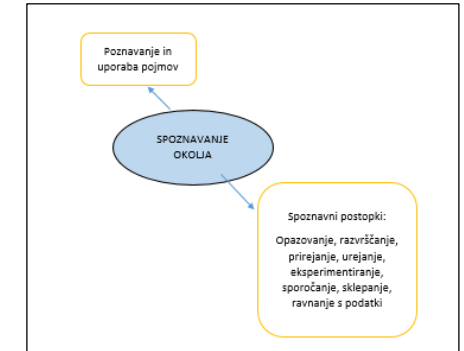 Poznavanje in
uporaba pojmov
SPOZNAVANJE
OKOLJA
Spoznavni postopki:
Opazovanje, razvrščanje,
prirejanje, urejanje,
eksperimentiranje,
sporočanje, sklepanje,
ravnanje s podatki